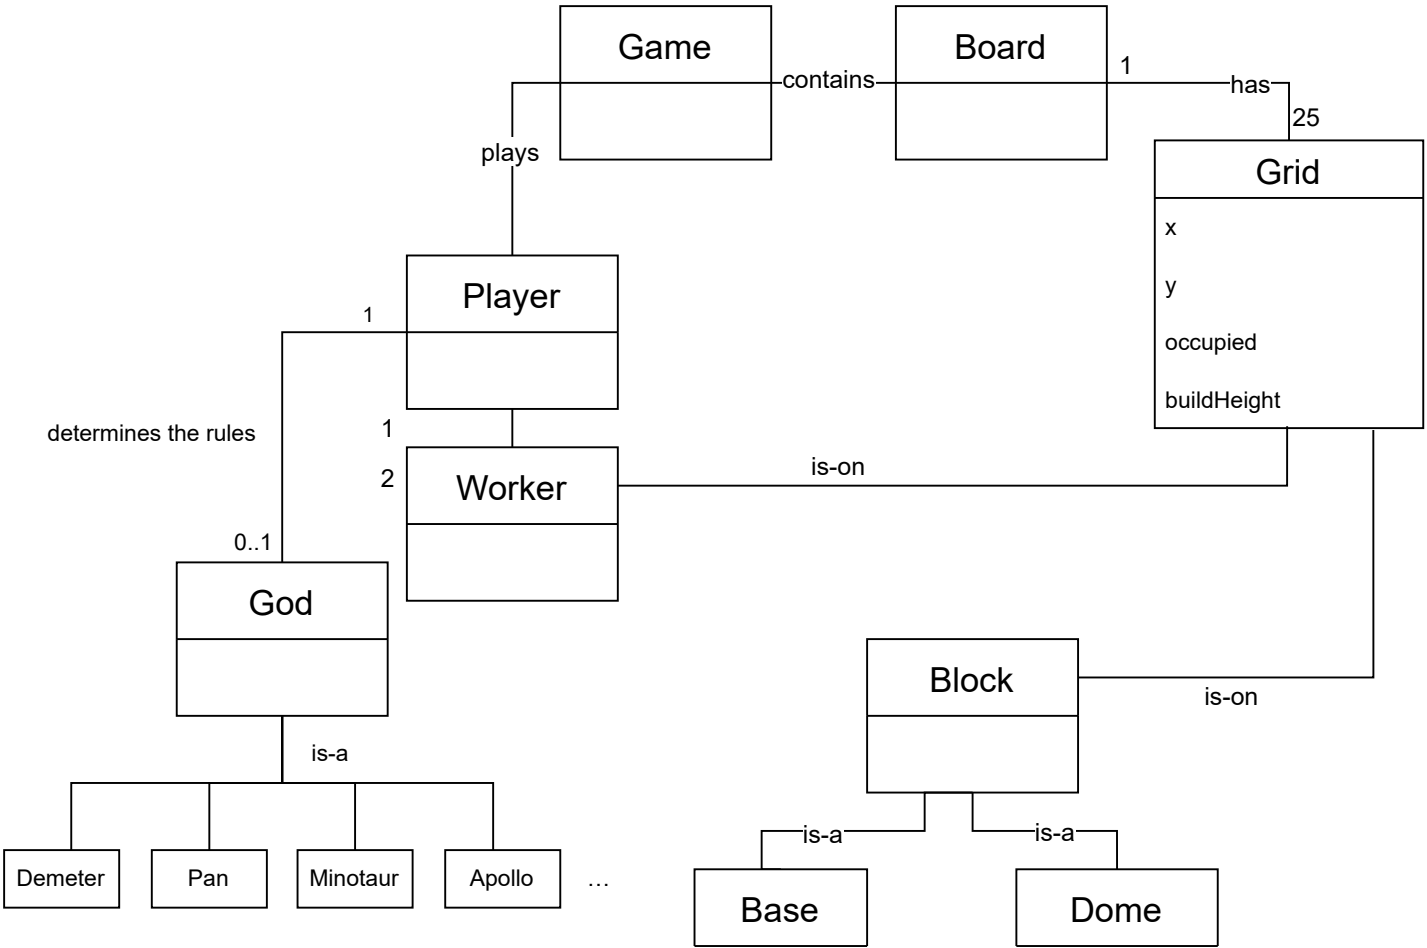 Game
Board
contains
1
has
25
plays
Grid
x
y
occupied
buildHeight
Player
1
determines the rules
1
2
Worker
is-on
0..1
God
Block
is-on
is-a
is-a
is-a
Demeter
Pan
Minotaur
Apollo
...
Base
Dome